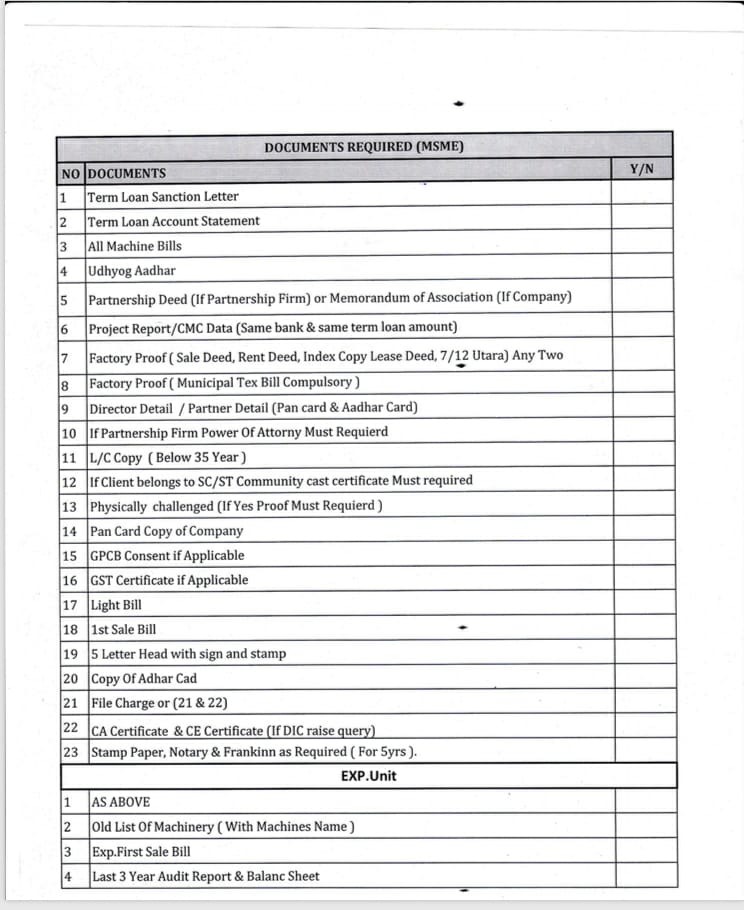 DOCUMENTS REQUIRED (MSME)
NO DOCUMENTS Y/N
1 Term Loan Sanction Letter
2 Term Loan Account Statement
3 All Machine Bills
4 Udhyog Aadhar
5 Partnership Deed (If Partnership Firm) or Memorandum of Association (If Company)
6 Project Report/CMC Data (Same bank & same term loan amount)
7 Factory Proof ( Sale Deed, Rent Deed, Index Copy Lease Deed, 7/12 Utara) Any Two
8 Factory Proof ( Municipal Tex Bill Compulsory )
9 Director Detail / Partner Detail (Pan card & Aadhar Card)
10 If Partnership Firm Power Of Attorny Must Requierd
11 L/C Copy ( Below 35 Year )
12 If Client belongs to SC/ST Community cast certificate Must required
13 Physically challenged (If Yes Proof Must Requierd )
14 Pan Card Copy of Company
15 GPCB Consent if Applicable
16 GST Certificate if Applicable
17 Light Bill
18 1st Sale Bill
19 5 Letter Head with sign and stamp
20 Copy Of Adhar Cad
21 File Charge or (21 & 22)
22 CA Certificate & CE Certificate (If DIC raise query)
23 Stamp Paper, Notary & Frankinn as Required ( For 5yrs ).
EXP.Unit
1 AS ABOVE
2 Old List Of Machinery ( With Machines Name )
3 Exp.First Sale Bill
4 Last 3 Year Audit Report & Balanc Sheet